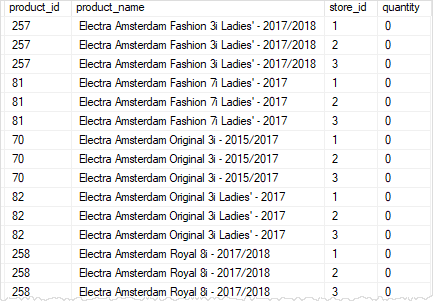 product_id product_name store_id quantity
257 Electra Amsterdam Fashion 3i Ladies' - 2017/2018 1 0
257 Electra Amsterdam Fashion 3i Ladies' - 2017/2018 2 0
257 Electra Amsterdam Fashion 3i Ladies' - 2017/2018 3 0
81 Electra Amsterdam Fashion 7i Ladies' - 2017 1 0
81 Electra Amsterdam Fashion 7i Ladies' - 2017 2 0
81 Electra Amsterdam Fashion 7i Ladies' - 2017 3 0
70 Electra Amsterdam Original 3i - 2015/2017 1 0
70 Electra Amsterdam Original 3i - 2015/2017 2 0
70 Electra Amsterdam Original 3i - 2015/2017 3 0
82 Electra Amsterdam Original 3i Ladies' - 2017 1 0
82 Electra Amsterdam Original 3i Ladies' - 2017 2 0
82 Electra Amsterdam Original 3i Ladies' - 2017 3 0
258 Electra Amsterdam Royal 8i - 2017/2018 1 0
258 Electra Amsterdam Royal 8i - 2017/2018 2 0
258 Electra Amsterdam Royal 8i - 2017/2018 3 0